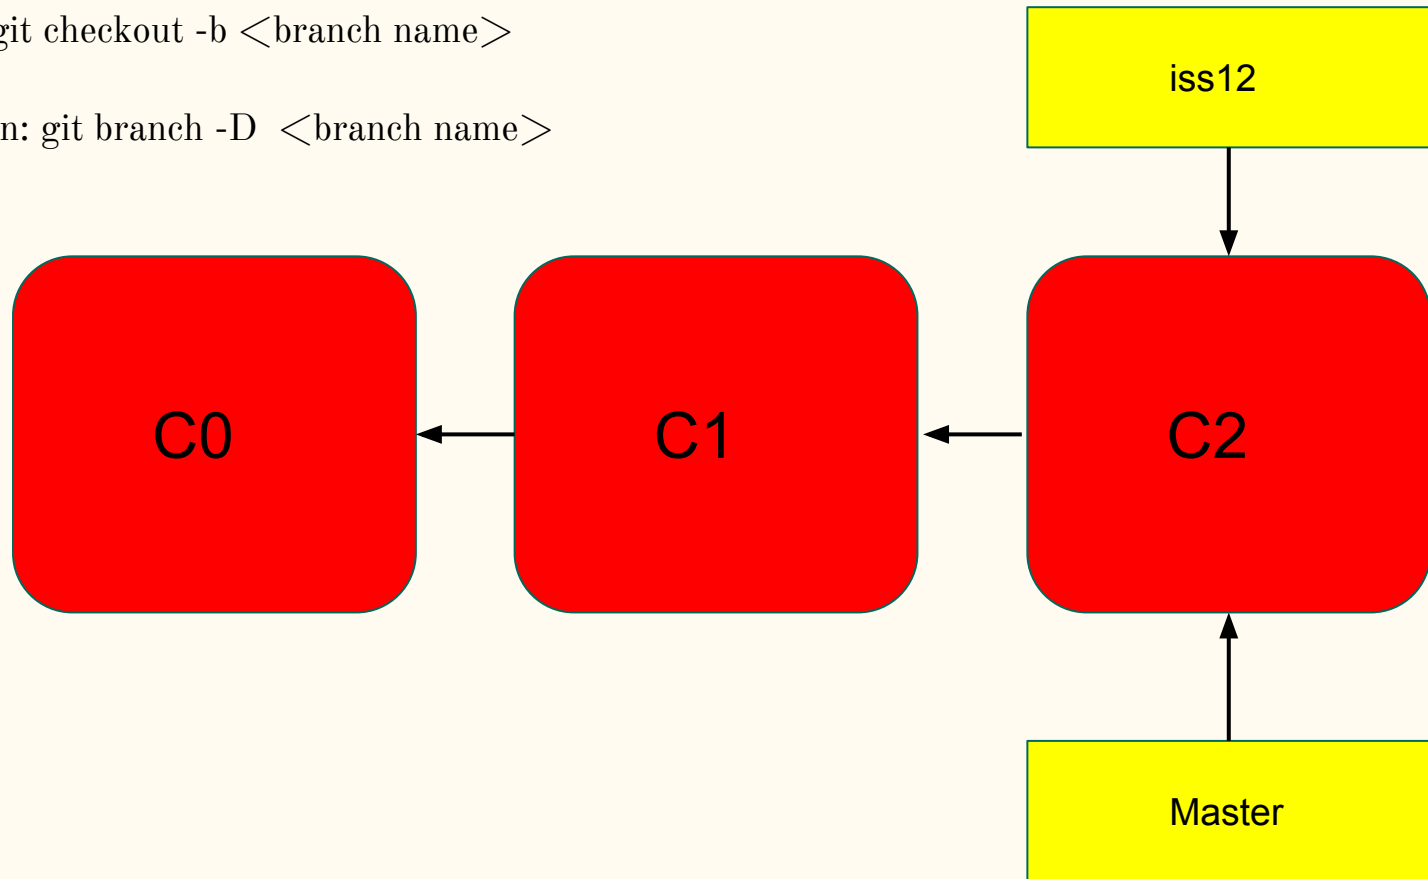 git checkout -b <branch name>
n: git branch -D <branch name>
iss12
C0
C1
C2
Master